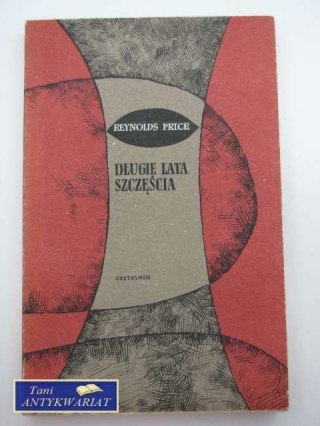 REYNOLDS PRICE
DŁUGIE LATA
SZCZĘŚCIA
CZYTELNIK
Tani
ANTYKWARIAT